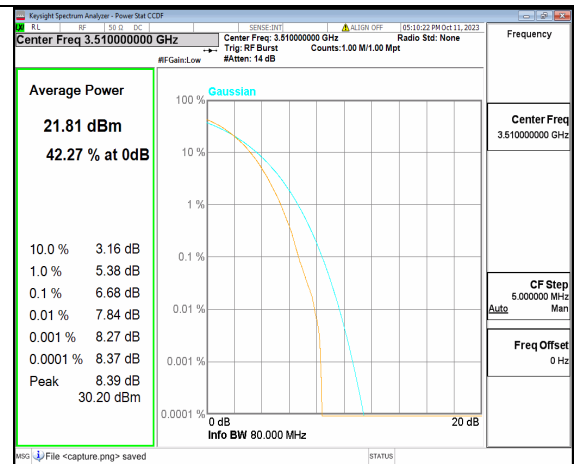 Keysight Spectrum Analyzer - Power Stat CCDF
RL RF 50 Ω DC SENSE:INT ALIGN OFF 05:10:22 PM Oct 11, 2023
Center Freq 3.510000000 GHz
Center Freq: 3.510000000 GHz Radio Std: None
Trig: RF Burst Counts:1.00 M/1.00 Mpt
#IFGain:Low #Atten: 14 dB
Frequency
Average Power
21.81 dBm
42.27 % at 0dB
10.0 % 3.16 dB
1.0 % 5.38 dB
0.1 % 6.68 dB
0.01 % 7.84 dB
0.001 % 8.27 dB
0.0001 % 8.37 dB
Peak 8.39 dB
30.20 dBm
Gaussian
100 %
10 %
1 %
0.1 %
0.01 %
0.001 %
0.0001 %
0 dB 20 dB
Info BW 80.000 MHz
Center Freq
3.510000000 GHz
CF Step
5.000000 MHz
Auto Man
Freq Offset
0 Hz
MSG File <capture.png> saved STATUS